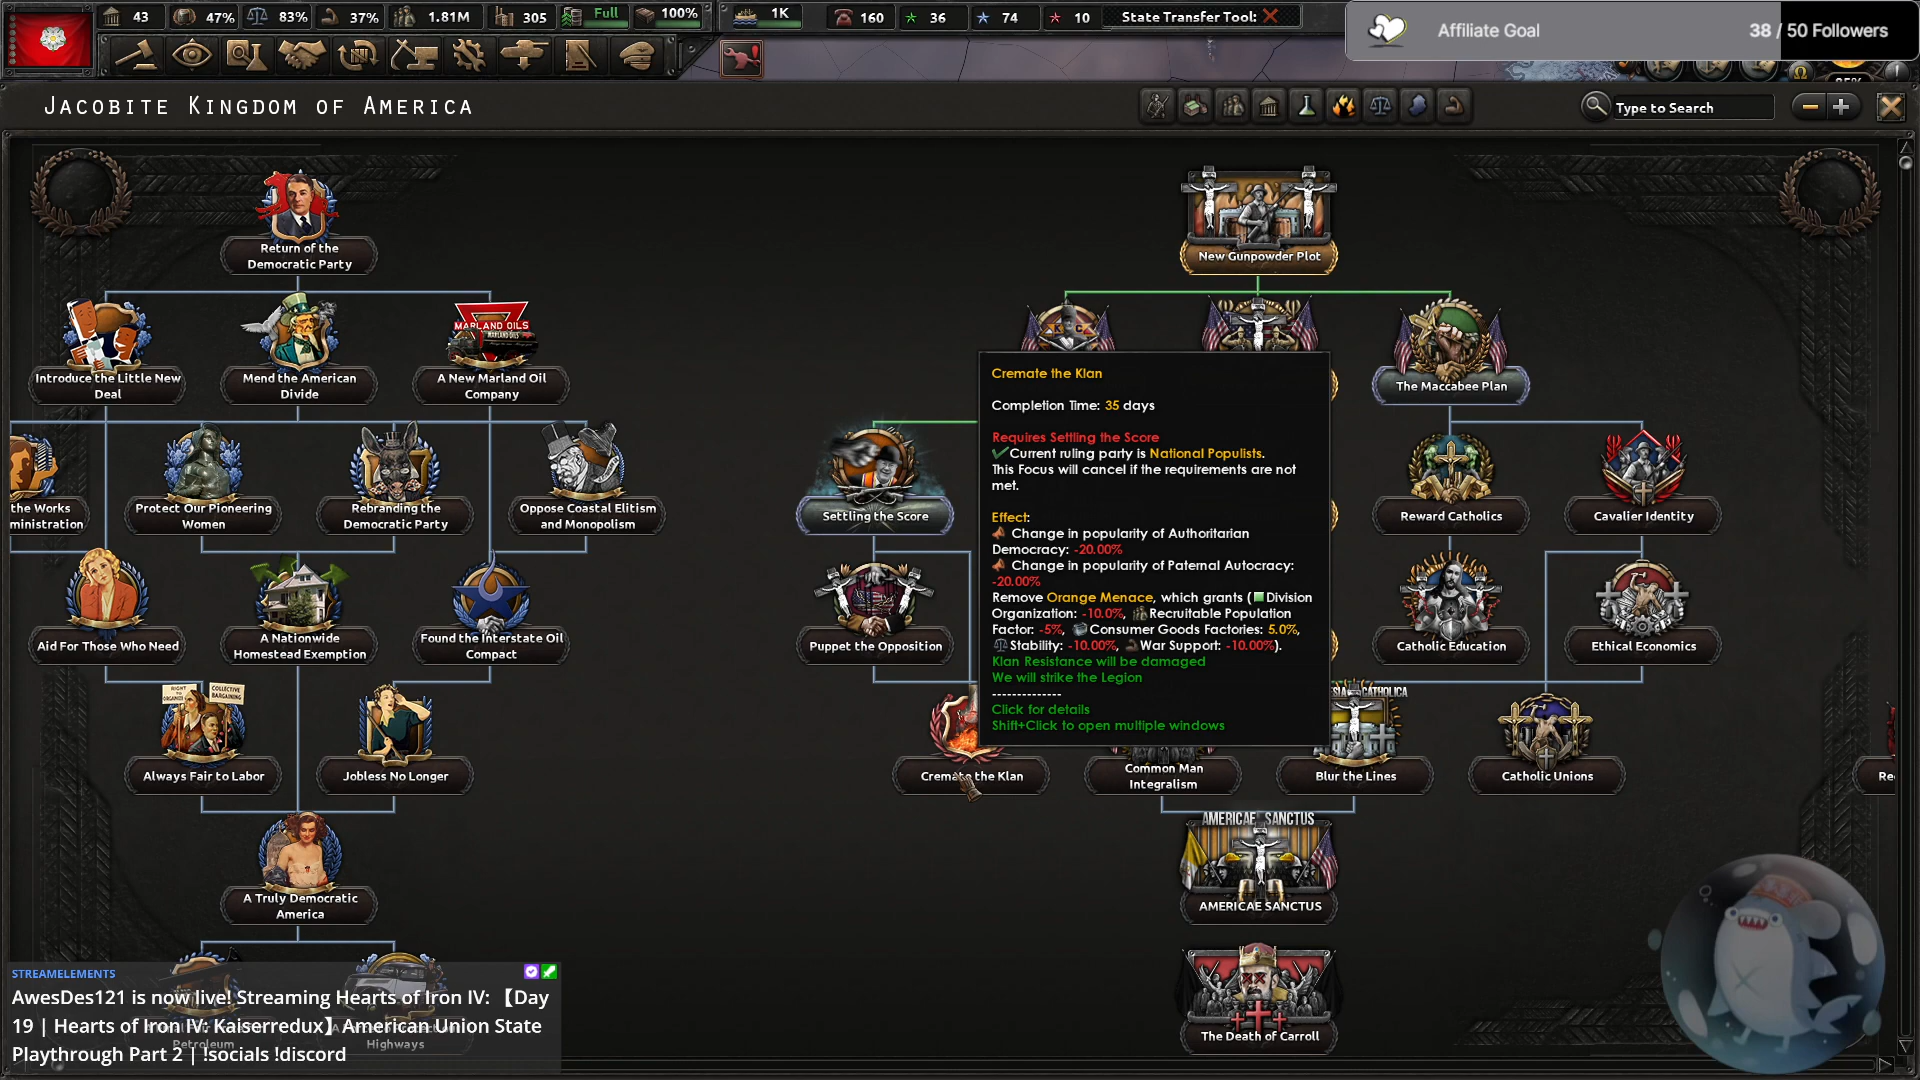 43
47%
83%
37%
1.81M
305
Full
100%
1K
160
36
74
10
State Transfer Tool:
Affiliate Goal
38 / 50 Followers
Jacobite Kingdom of America
Type to Search
Return of the
Democratic Party
New Gunpowder Plot
MARLAND OILS
Introduce the Little New
Deal
Mend the American
Divide
A New Marland Oil
Company
The Maccabee Plan
Cremate the Klan
Completion Time: 35 days
Requires Settling the Score
Current ruling party is National Populists.
This Focus will cancel if the requirements are not
met.
Effect:
Change in popularity of Authoritarian
Democracy: -20.00%
Change in popularity of Paternal Autocracy:
-20.00%
Remove Orange Menace, which grants (Division
Organization: -10.0%, Recruitable Population
Factor: -5%, Consumer Goods Factories: 5.0%,
Stability: -10.00%, War Support: -10.00%).
Klan Resistance will be damaged
We will strike the Legion
--------------
Click for details
Shift+Click to open multiple windows
the Works
ministration
Protect Our Pioneering
Women
Rebranding the
Democratic Party
Oppose Coastal Elitism
and Monopolism
Settling the Score
Reward Catholics
Cavalier Identity
Aid For Those Who Need
A Nationwide
Homestead Exemption
Found the Interstate Oil
Compact
Puppet the Opposition
Catholic Education
Ethical Economics
RIGHT
TO
ORGANIZE
COLLECTIVE
BARGAINING
Always Fair to Labor
Jobless No Longer
Cremate the Klan
Common Man
Integralism
Blur the Lines
Catholic Unions
Re
A Truly Democratic
America
AMERICAE SANCTUS
AMERICAE SANCTUS
The Death of Carroll
STREAMELEMENTS
AwesDes121 is now live! Streaming Hearts of Iron IV: 【Day
19 | Hearts of Iron IV: Kaiserredux】American Union State
Playthrough Part 2 | !socials !discord
Petroleum
Highways